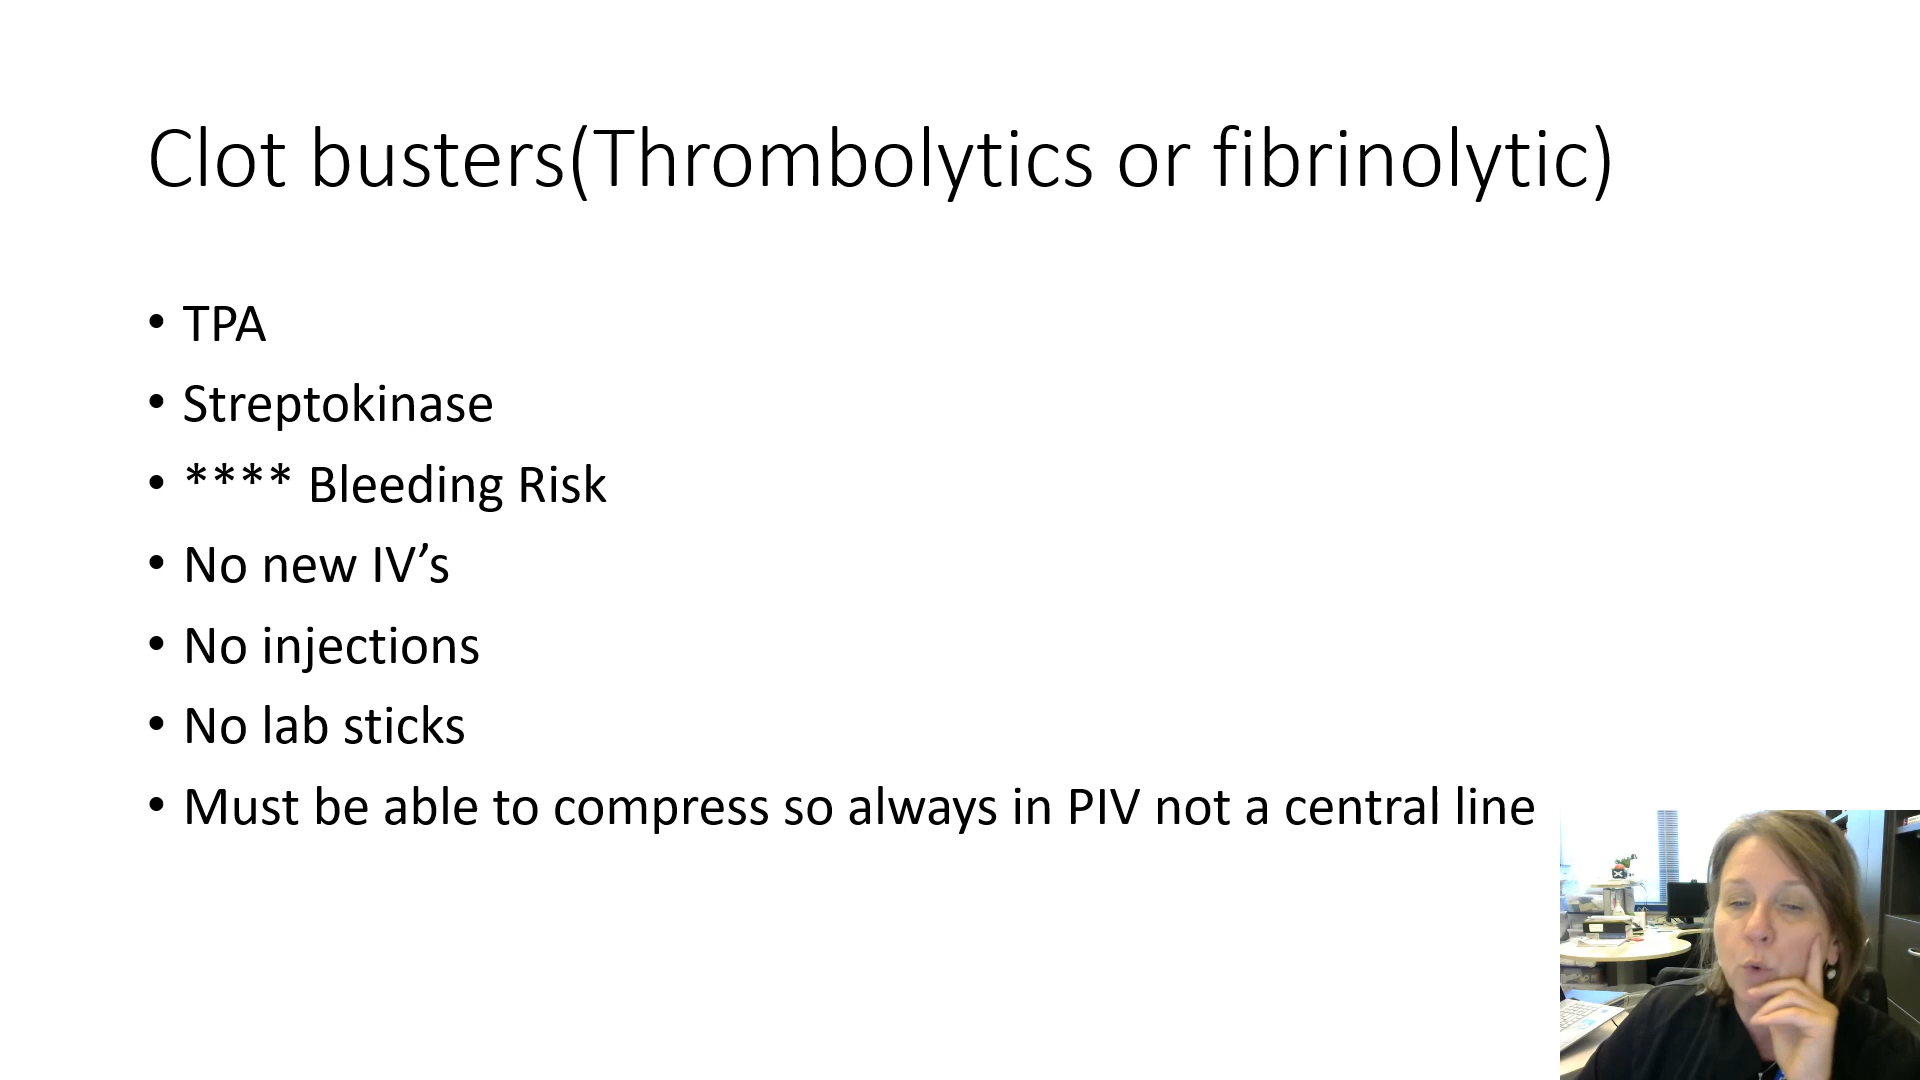 Clot busters(Thrombolytics or fibrinolytic)
• TPA
• Streptokinase
• **** Bleeding Risk
• No new IV’s
• No injections
• No lab sticks
• Must be able to compress so always in PIV not a central line